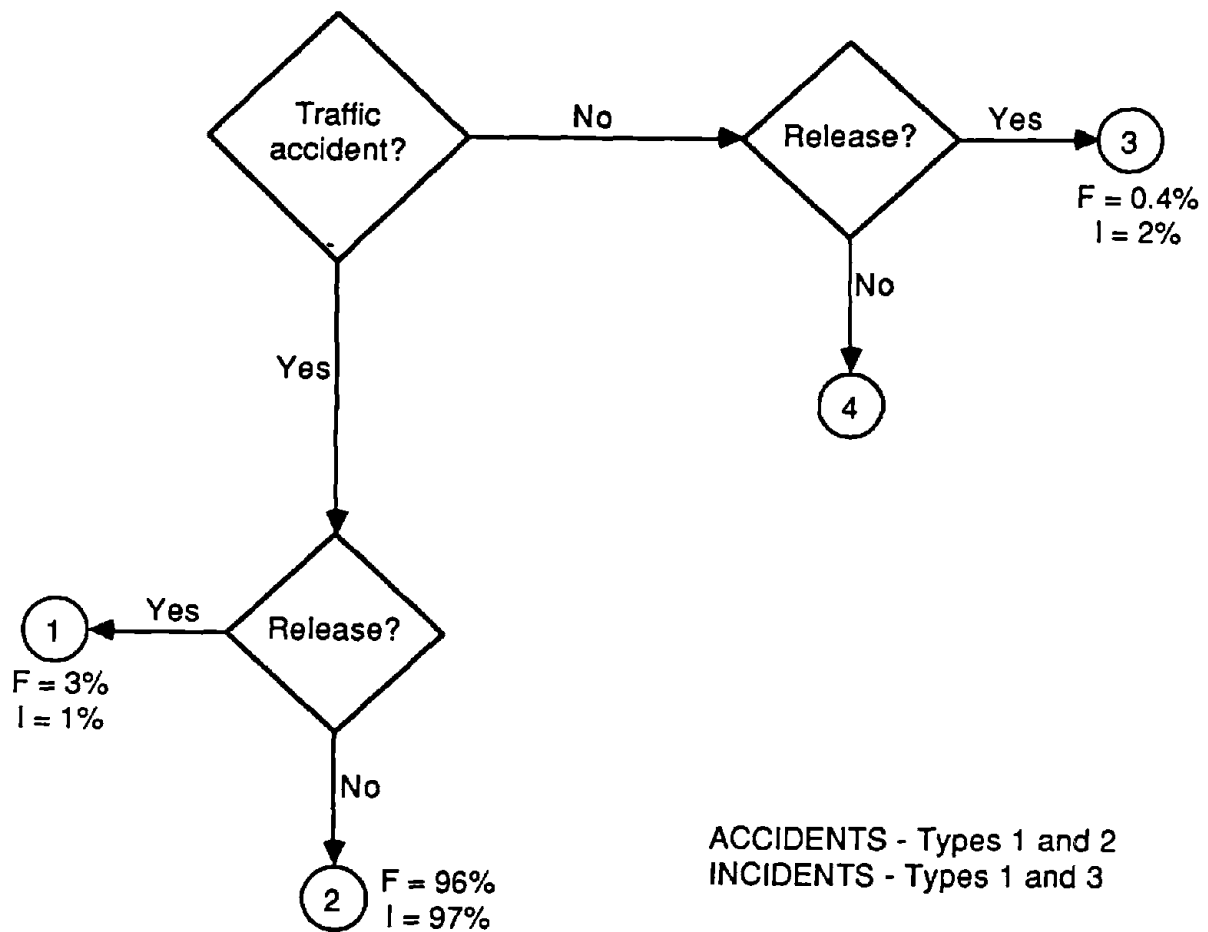 Traffic
accident?
No
Release?
Yes
3
F = 0.4%
I = 2%
No
4
Yes
Release?
Yes
1
F = 3%
I = 1%
No
2
F = 96%
I = 97%
ACCIDENTS - Types 1 and 2
INCIDENTS - Types 1 and 3